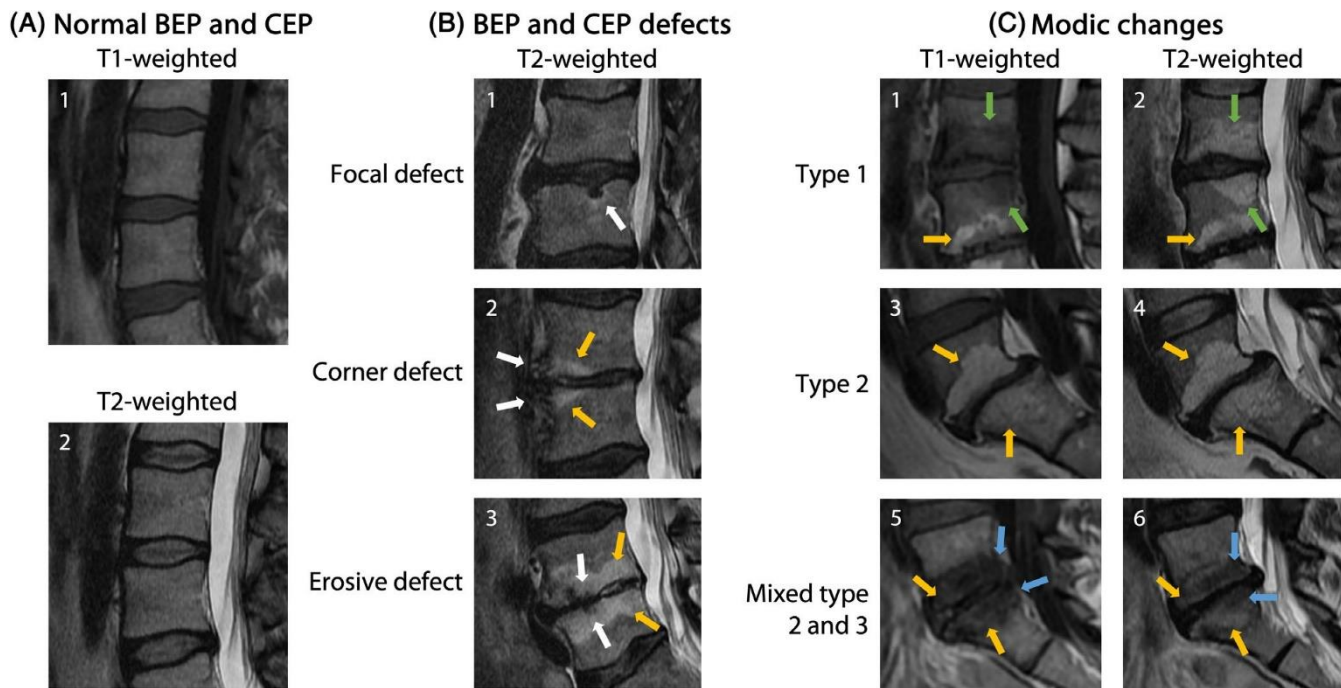 (A) Normal BEP and CEP
T1-weighted
1
T2-weighted
2
(B) BEP and CEP defects
T2-weighted
Focal defect
1
Corner defect
2
Erosive defect
3
(C) Modic changes
T1-weighted
T2-weighted
Type 1
1
2
Type 2
3
4
Mixed type
2 and 3
5
6